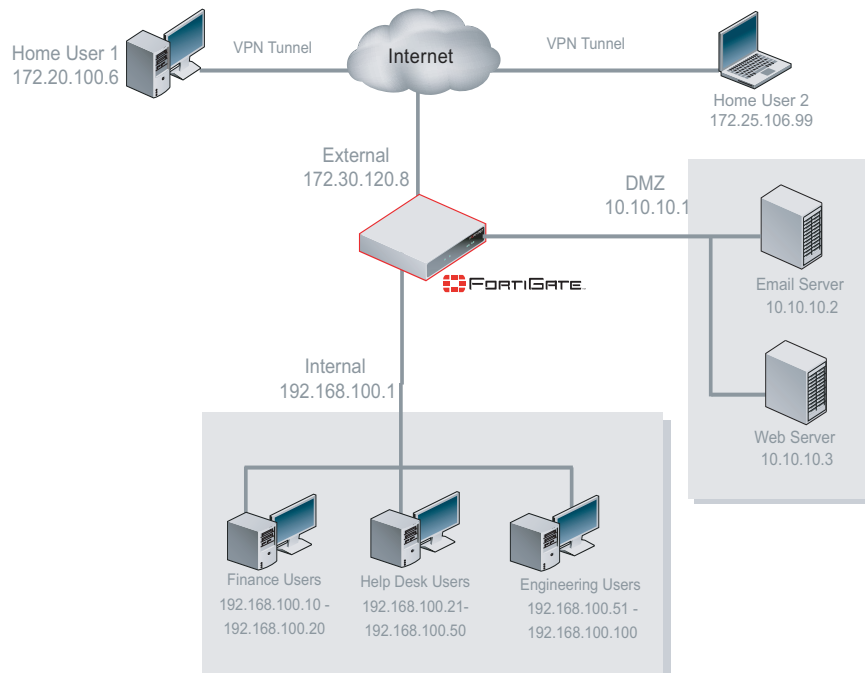 Home User 1
172.20.100.6
VPN Tunnel
Internet
VPN Tunnel
Home User 2
172.25.106.99
External
172.30.120.8
DMZ
10.10.10.1
FORTIGATE
Email Server
10.10.10.2
Internal
192.168.100.1
Web Server
10.10.10.3
Finance Users
192.168.100.10 -
192.168.100.20
Help Desk Users
192.168.100.21-
192.168.100.50
Engineering Users
192.168.100.51 -
192.168.100.100